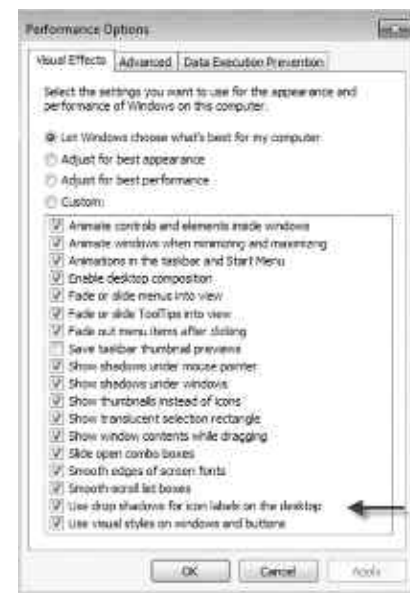 Performance Options
Visual Effects Advanced Data Execution Prevention
Select the settings you want to use for the appearance and
performance of Windows on this computer.
Let Windows choose what's best for my computer
Adjust for best appearance
Adjust for best performance
Custom:
Animate controls and elements inside windows
Animate windows when minimizing and maximizing
Animations in the taskbar and Start Menu
Enable desktop composition
Fade or slide menus into view
Fade or slide ToolTips into view
Fade out menu items after clicking
Save taskbar thumbnail previews
Show shadows under mouse pointer
Show shadows under windows
Show thumbnails instead of icons
Show translucent selection rectangle
Show window contents while dragging
Slide open combo boxes
Smooth edges of screen fonts
Smooth-scroll list boxes
Use drop shadows for icon labels on the desktop
Use visual styles on windows and buttons
OK Cancel Apply